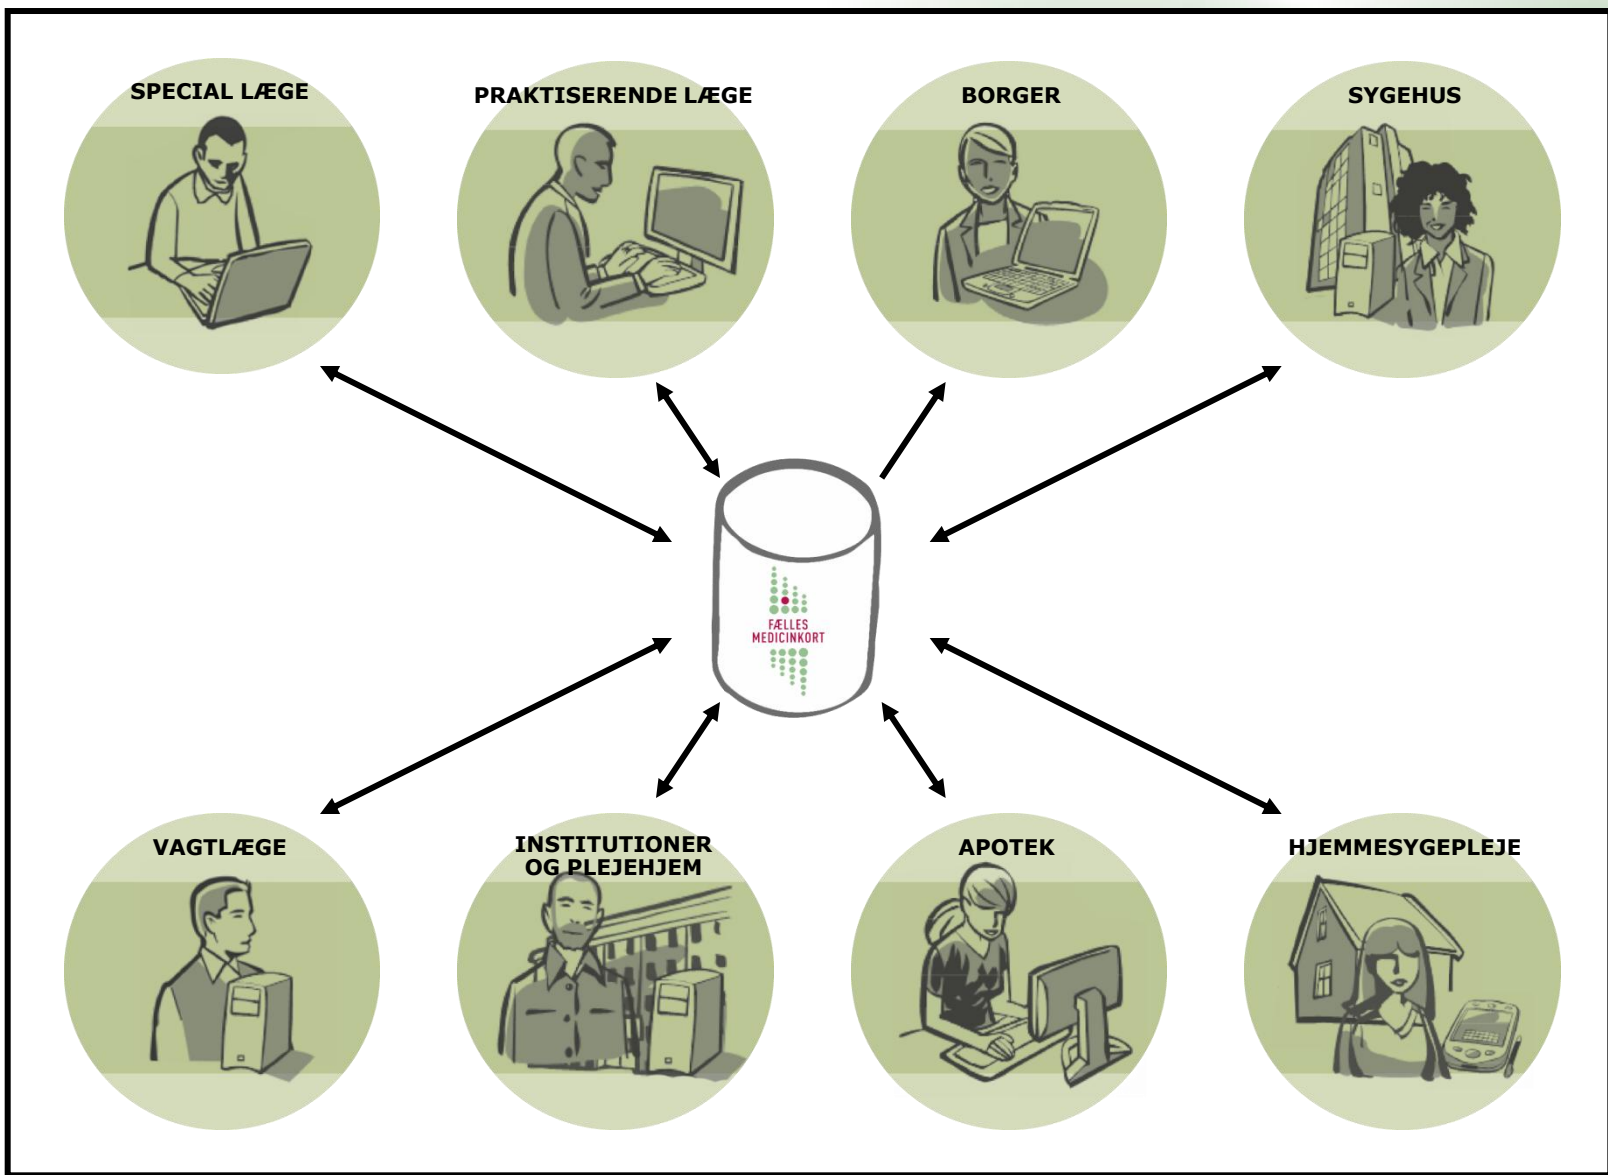 SPECIAL LÆGE
PRAKTISERENDE LÆGE
BORGER
SYGEHUS
FÆLLES
MEDICINKORT
VAGTLÆGE
INSTITUTIONER
OG PLEJEHJEM
APOTEK
HJEMMESYGEPLEJE